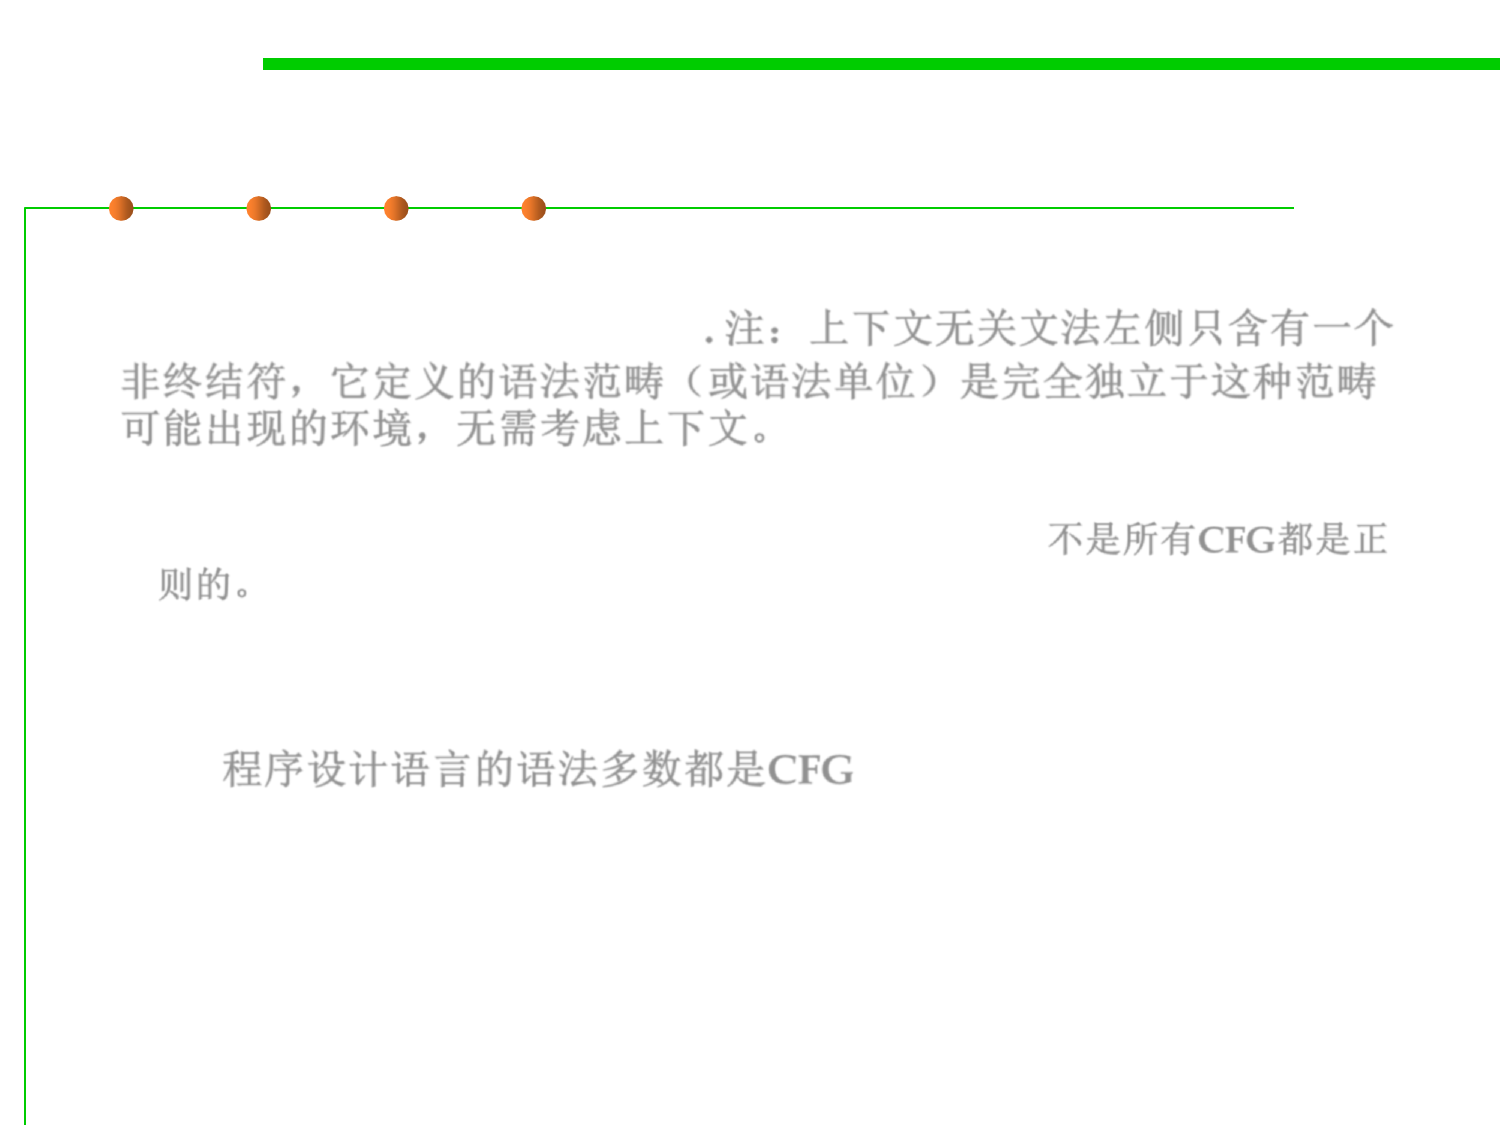 .注：上下文无关文法左侧只含有一个
非终结符，它定义的语法范畴（或语法单位）是完全独立于这种范畴
可能出现的环境，无需考虑上下文。
不是所有CFG都是正
则的。
程序设计语言的语法多数都是CFG